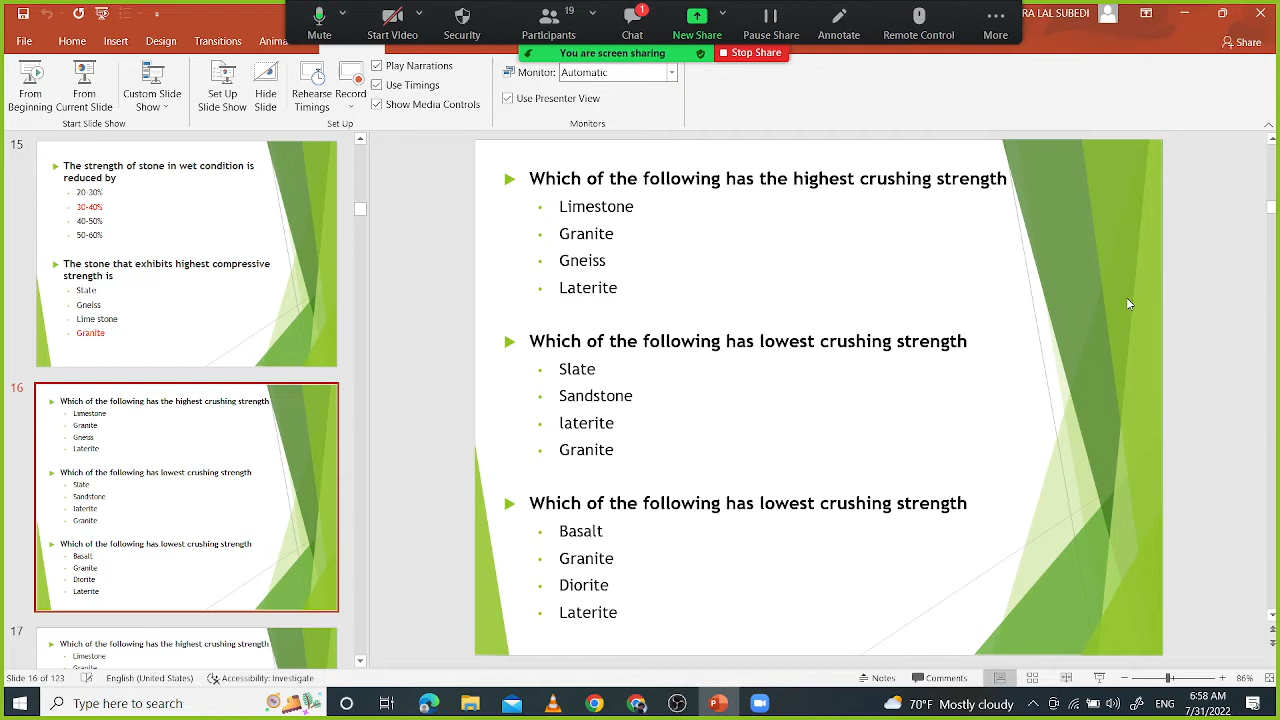 19
1
Mute
Start Video
Security
Participants
Chat
New Share
Pause Share
Annotate
Remote Control
More
RA LAL SUBEDI
You are screen sharing
Stop Share
File
Home
Insert
Design
Transitions
Anima
Share
From Beginning
From Current Slide
Custom Slide Show
Set Up Slide Show
Hide Slide
Rehearse Timings
Record
Play Narrations
Use Timings
Show Media Controls
Monitor:
Automatic
Use Presenter View
Start Slide Show
Set Up
Monitors
15
The strength of stone in wet condition is
reduced by
20-30%
30-40%
40-50%
50-60%
The stone that exhibits highest compressive
strength is
Slate
Gneiss
Lime stone
Granite
16
Which of the following has the highest crushing strength
Limestone
Granite
Gneiss
Laterite
Which of the following has lowest crushing strength
Slate
Sandstone
laterite
Granite
Which of the following has lowest crushing strength
Basalt
Granite
Diorite
Laterite
17
Which of the following has the highest crushing strength
Limestone
Granite
Which of the following has the highest crushing strength
Limestone
Granite
Gneiss
Laterite
Which of the following has lowest crushing strength
Slate
Sandstone
laterite
Granite
Which of the following has lowest crushing strength
Basalt
Granite
Diorite
Laterite
Slide 16 of 123
English (United States)
Accessibility: Investigate
Notes
Comments
86%
Type here to search
70°F Mostly cloudy
ENG
6:58 AM
7/31/2022